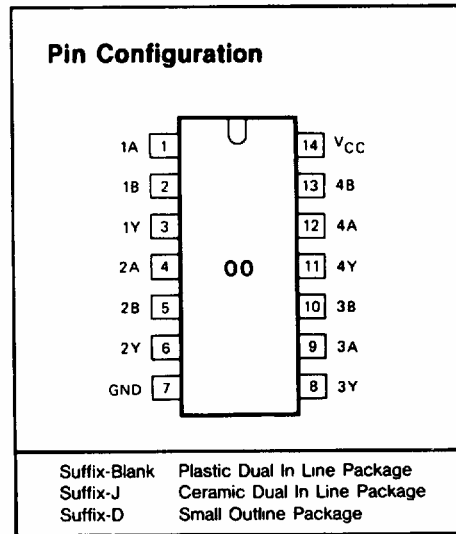 Pin Configuration
1A 1 14 VCC
1B 2 13 4B
1Y 3 12 4A
2A 4 00 11 4Y
2B 5 10 3B
2Y 6 9 3A
GND 7 8 3Y
Suffix-Blank Plastic Dual In Line Package
Suffix-J Ceramic Dual In Line Package
Suffix-D Small Outline Package